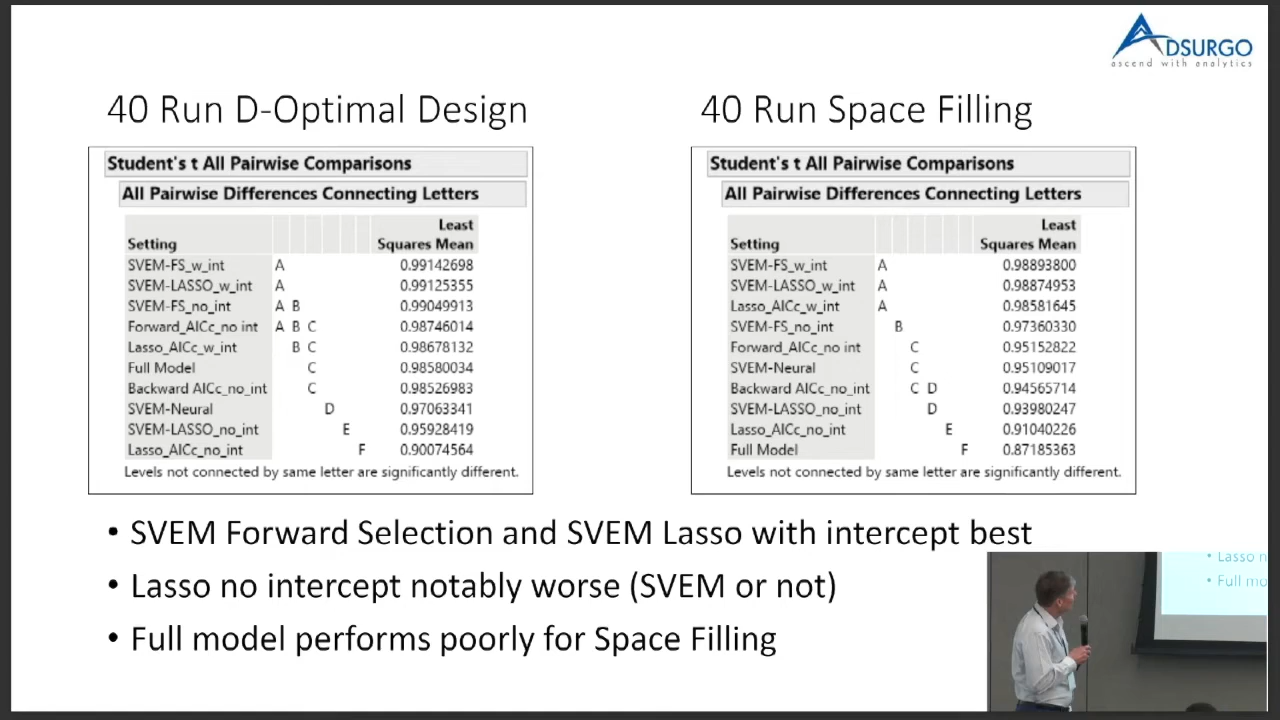 ADSURGO
ascend with analytics
40 Run D-Optimal Design
Student's t All Pairwise Comparisons
All Pairwise Differences Connecting Letters
Least
Setting Squares Mean
SVEM-FS_w_int A 0.99142698
SVEM-LASSO_w_int A 0.99125355
SVEM-FS_no_int A B 0.99049913
Forward_AICc_no int A B C 0.98746014
Lasso_AICc_w_int B C 0.98678132
Full Model C 0.98580034
Backward AICc_no_int C 0.98526983
SVEM-Neural D 0.97063341
SVEM-LASSO_no_int E 0.95928419
Lasso_AICc_no_int F 0.90074564
Levels not connected by same letter are significantly different.
40 Run Space Filling
Student's t All Pairwise Comparisons
All Pairwise Differences Connecting Letters
Least
Setting Squares Mean
SVEM-FS_w_int A 0.98893800
SVEM-LASSO_w_int A 0.98874953
Lasso_AICc_w_int A 0.98581645
SVEM-FS_no_int B 0.97360330
Forward_AICc_no int C 0.95152822
SVEM-Neural C 0.95109017
Backward AICc_no_int C D 0.94565714
SVEM-LASSO_no_int D 0.93980247
Lasso_AICc_no_int E 0.91040226
Full Model F 0.87185363
Levels not connected by same letter are significantly different.
• SVEM Forward Selection and SVEM Lasso with intercept best
• Lasso no intercept notably worse (SVEM or not)
• Full model performs poorly for Space Filling
• Lasso n
• Full mo